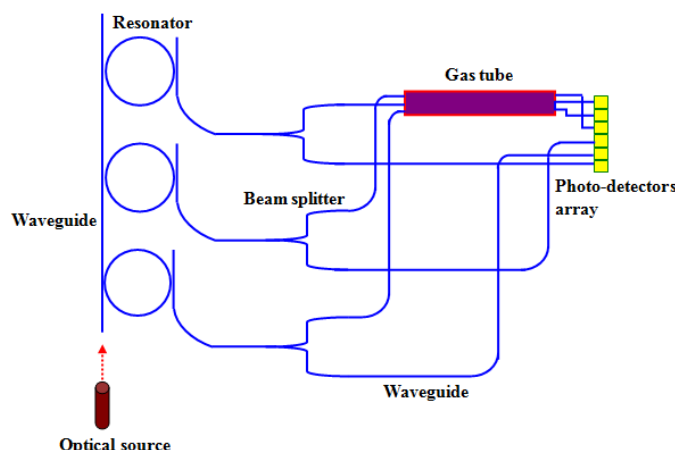 Resonator
Gas tube
Beam splitter
Photo-detectors
array
Waveguide
Waveguide
Optical source